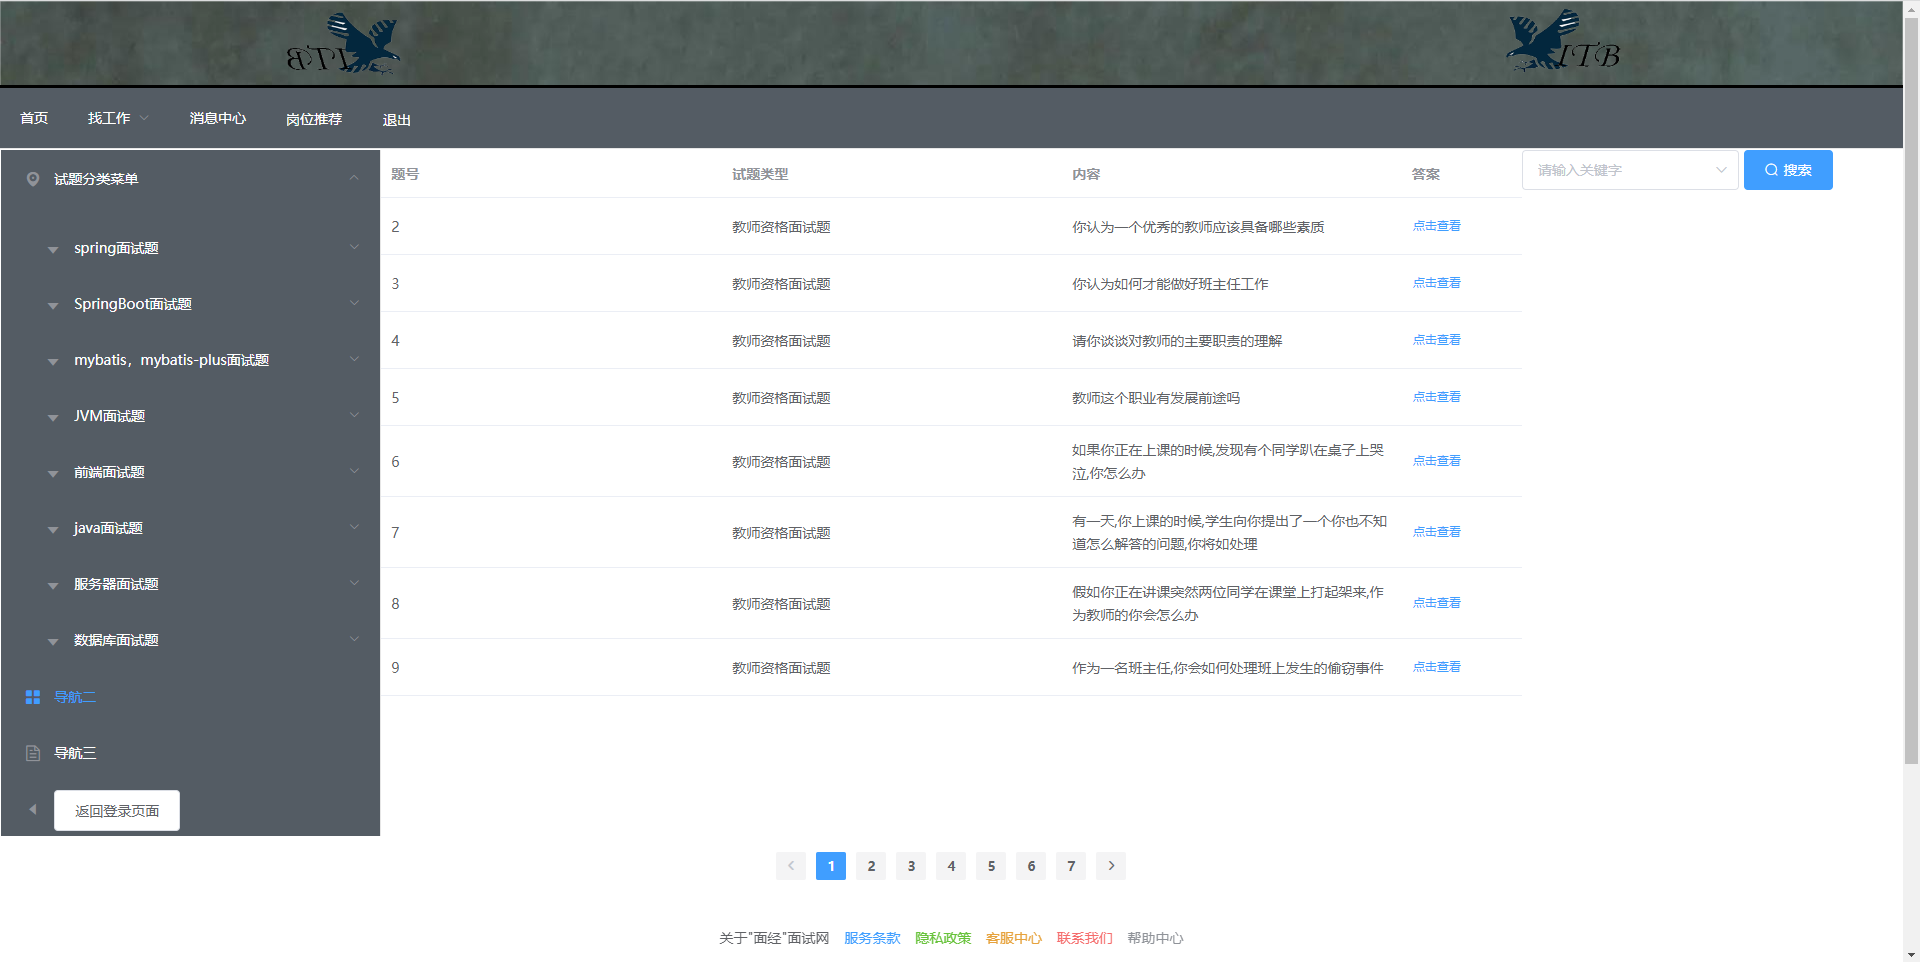 ITB
ITB
首页
找工作
消息中心
岗位推荐
退出
试题分类菜单
spring面试题
SpringBoot面试题
mybatis，mybatis-plus面试题
JVM面试题
前端面试题
java面试题
服务器面试题
数据库面试题
导航二
导航三
返回登录页面
题号 试题类型 内容 答案
2 教师资格面试题 你认为一个优秀的教师应该具备哪些素质 点击查看
3 教师资格面试题 你认为如何才能做好班主任工作 点击查看
4 教师资格面试题 请你谈谈对教师的主要职责的理解 点击查看
5 教师资格面试题 教师这个职业有发展前途吗 点击查看
6 教师资格面试题 如果你正在上课的时候,发现有个同学趴在桌子上哭 点击查看
泣,你怎么办
7 教师资格面试题 有一天,你上课的时候,学生向你提出了一个你也不知 点击查看
道怎么解答的问题,你将如处理
8 教师资格面试题 假如你正在讲课突然两位同学在课堂上打起架来,作 点击查看
为教师的你会怎么办
9 教师资格面试题 作为一名班主任,你会如何处理班上发生的偷窃事件 点击查看
请输入关键字
搜索
1 2 3 4 5 6 7
关于"面经"面试网 服务条款 隐私政策 客服中心 联系我们 帮助中心